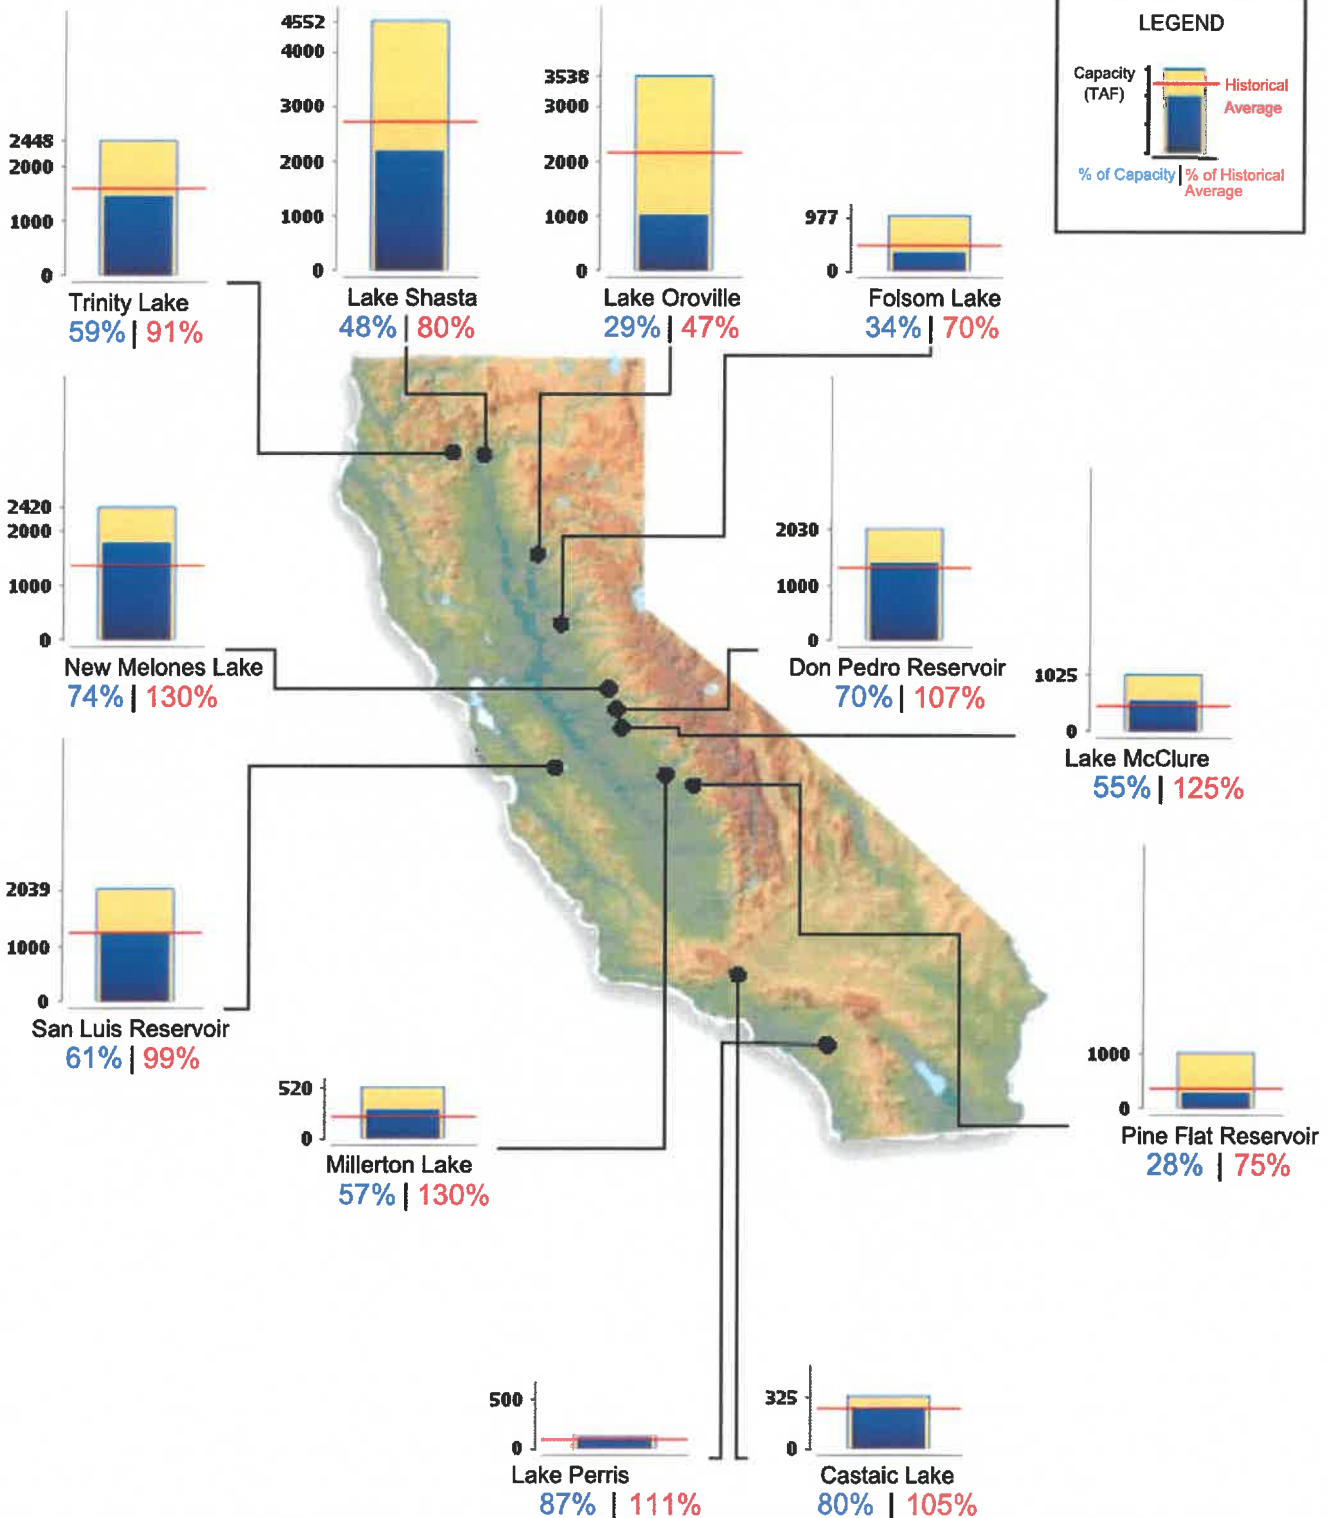 LEGEND
Capacity
(TAF)
Historical
Average
% of Capacity | % of Historical
Average
2448
2000
1000
0
Trinity Lake
59% | 91%
4552
4000
3000
2000
1000
0
Lake Shasta
48% | 80%
3538
3000
2000
1000
0
Lake Oroville
29% | 47%
977
0
Folsom Lake
34% | 70%
2420
2000
1000
0
New Melones Lake
74% | 130%
2030
1000
0
Don Pedro Reservoir
70% | 107%
1025
0
Lake McClure
55% | 125%
2039
1000
0
San Luis Reservoir
61% | 99%
520
0
Millerton Lake
57% | 130%
1000
0
Pine Flat Reservoir
28% | 75%
500
0
Lake Perris
87% | 111%
325
0
Castaic Lake
80% | 105%